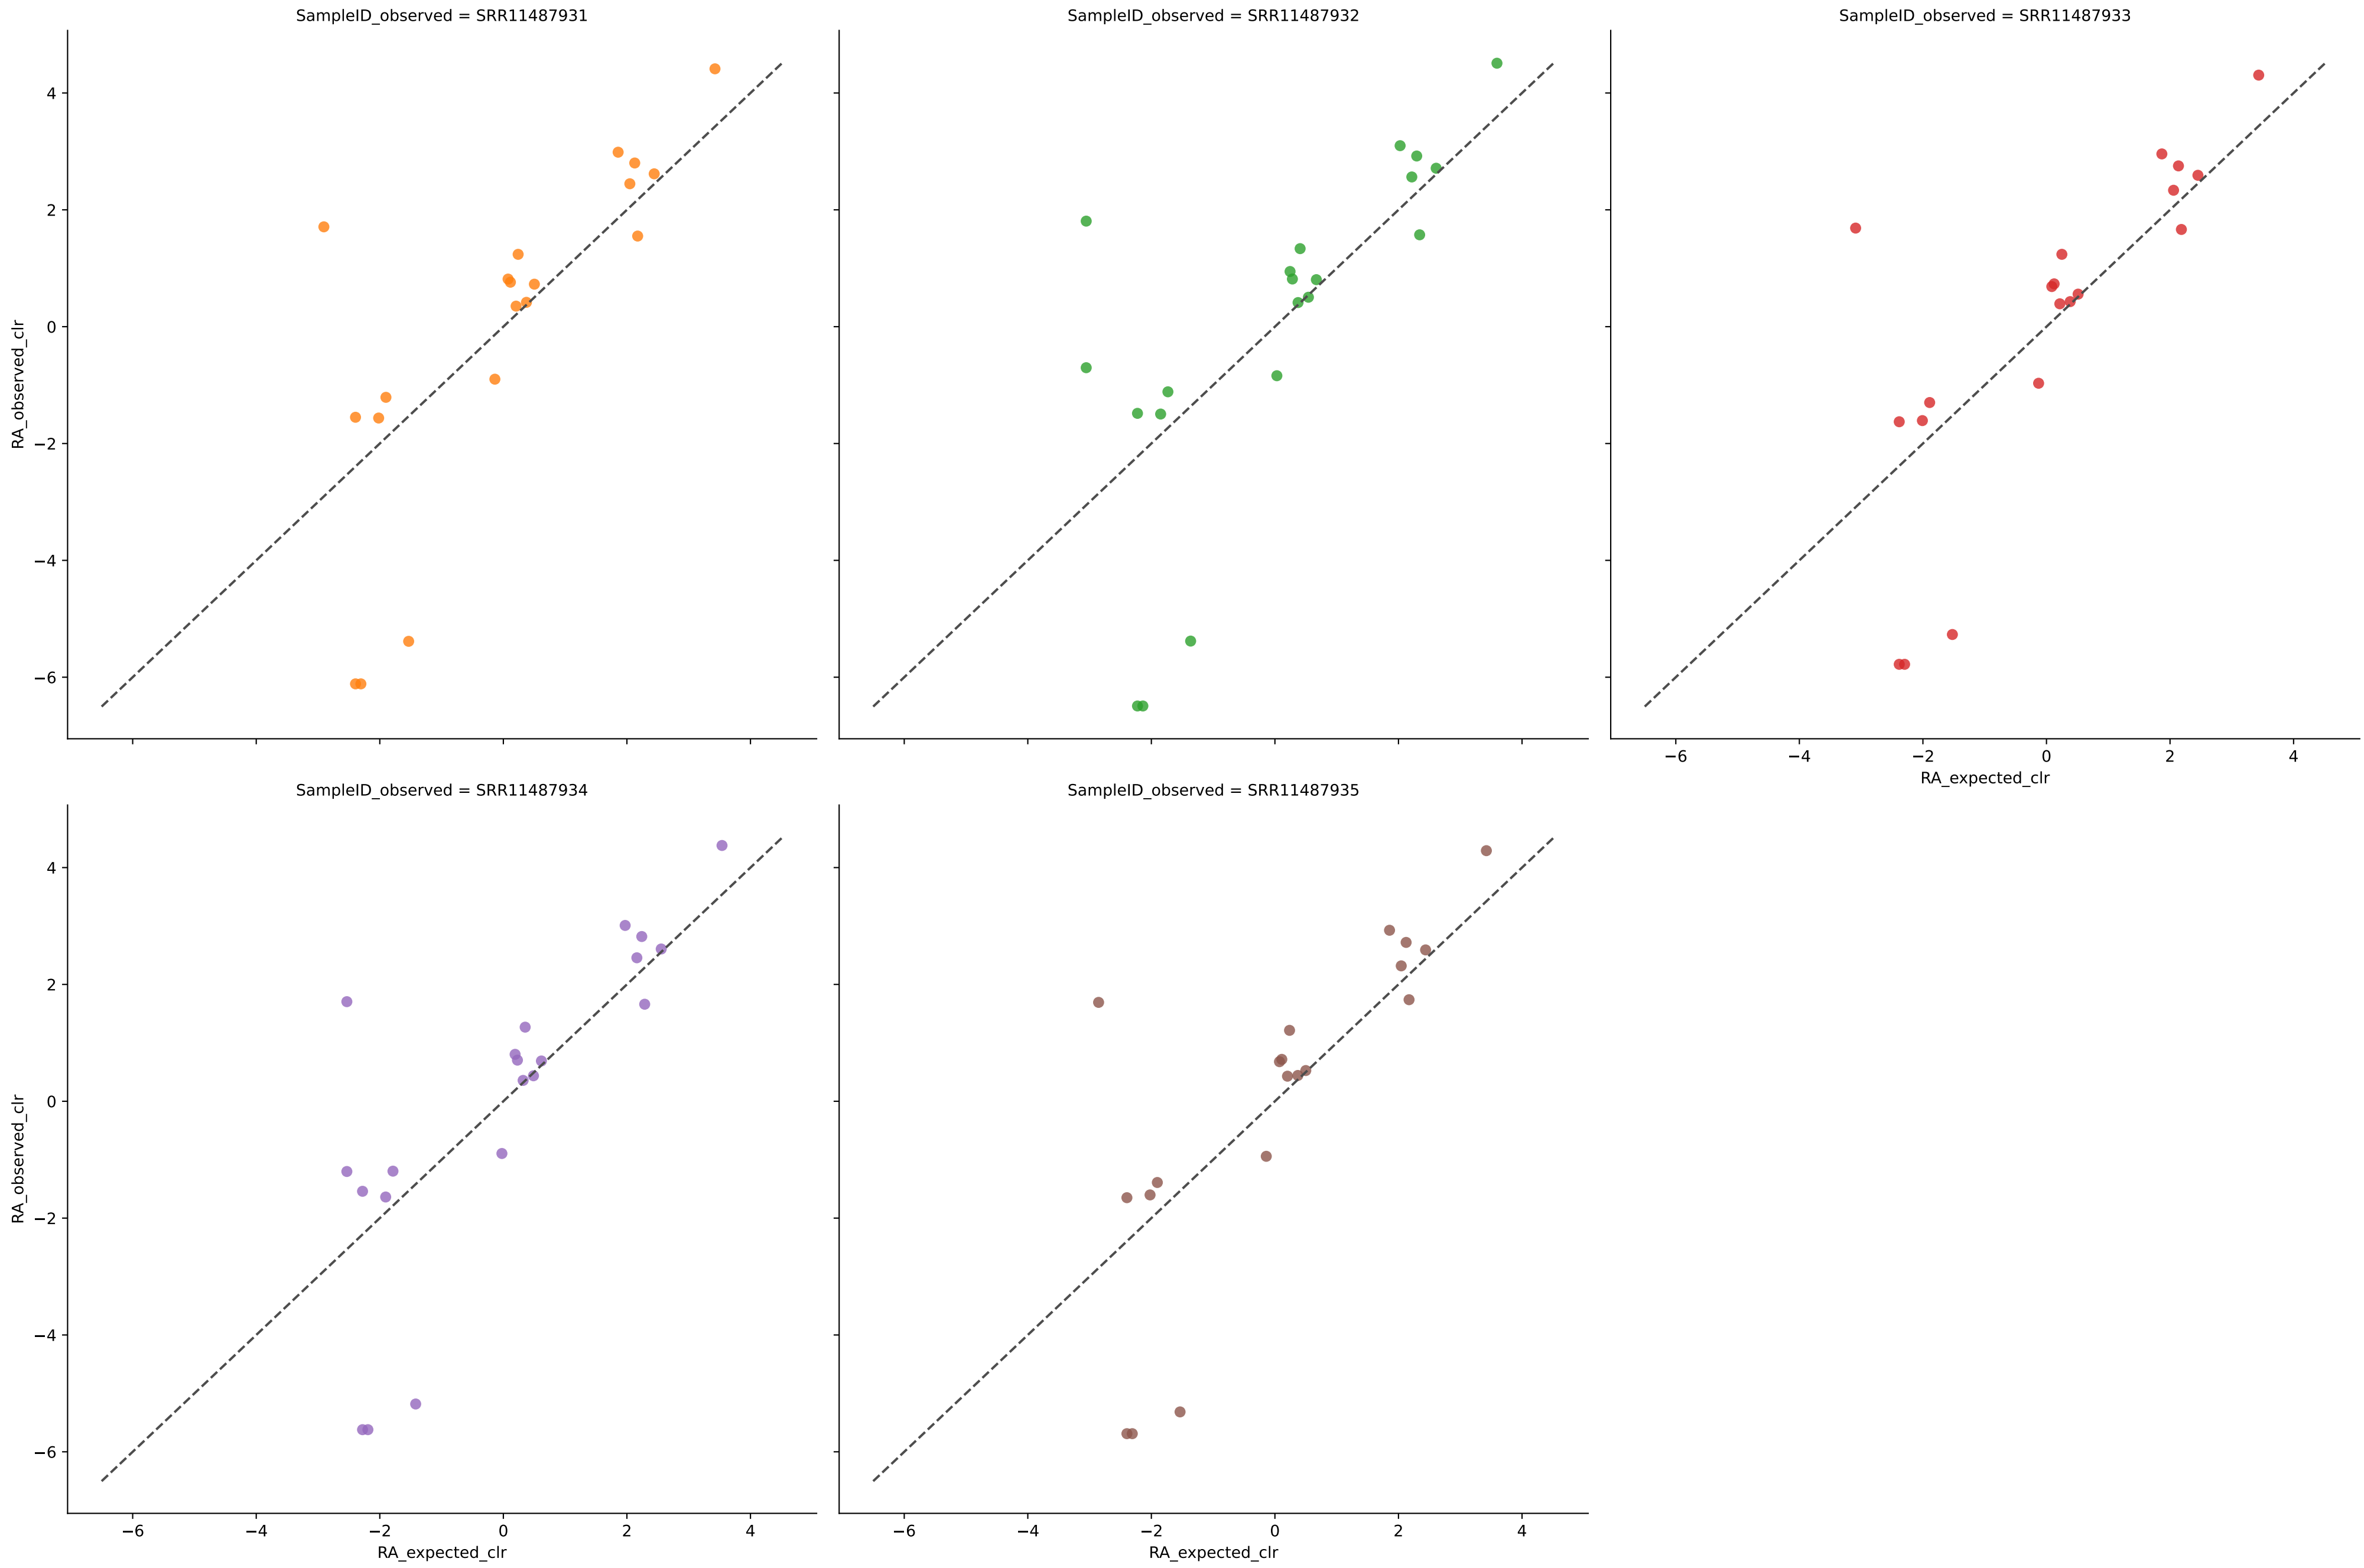 SampleID_observed = SRR11487931
SampleID_observed = SRR11487932
SampleID_observed = SRR11487933
4
2
0
−2
−4
−6
RA_observed_clr
−6 −4 −2 0 2 4
RA_expected_clr
SampleID_observed = SRR11487934
SampleID_observed = SRR11487935
4
2
0
−2
−4
−6
RA_observed_clr
−6 −4 −2 0 2 4
RA_expected_clr
−6 −4 −2 0 2 4
RA_expected_clr